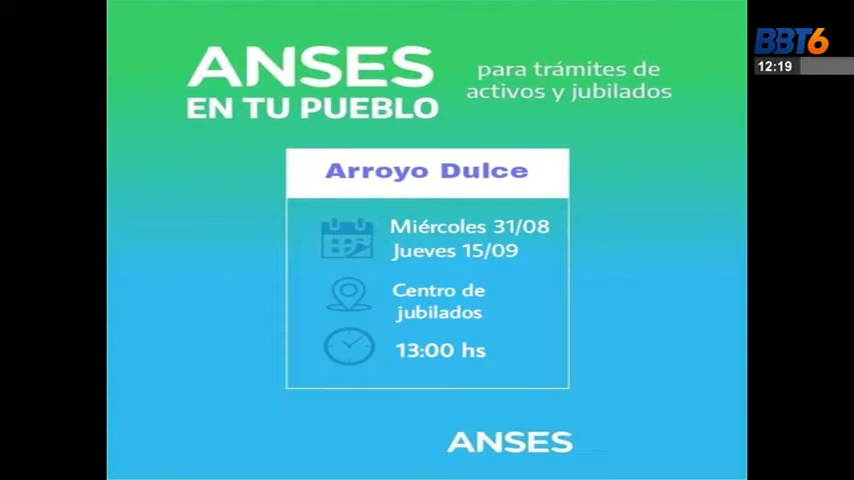 ANSES
EN TU PUEBLO
para trámites de
activos y jubilados
BBT6
12:19
Arroyo Dulce
Miércoles 31/08
Jueves 15/09
Centro de
jubilados
13:00 hs
ANSES